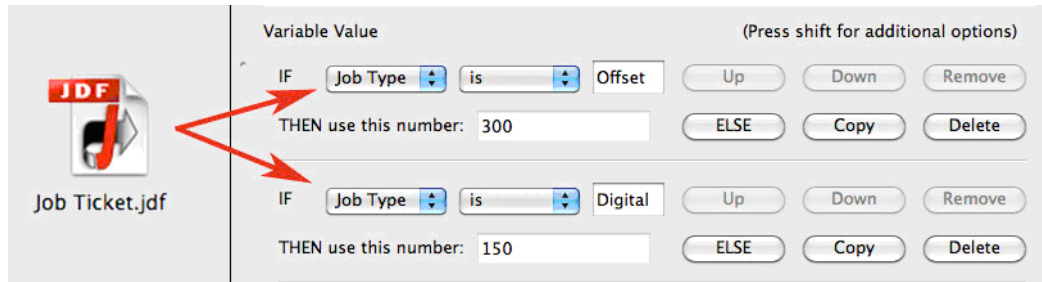 Variable Value (Press shift for additional options)
IF Job Type is Offset Up Down Remove
JDF
THEN use this number: 300 ELSE Copy Delete
Job Ticket.jdf
IF Job Type is Digital Up Down Remove
THEN use this number: 150 ELSE Copy Delete